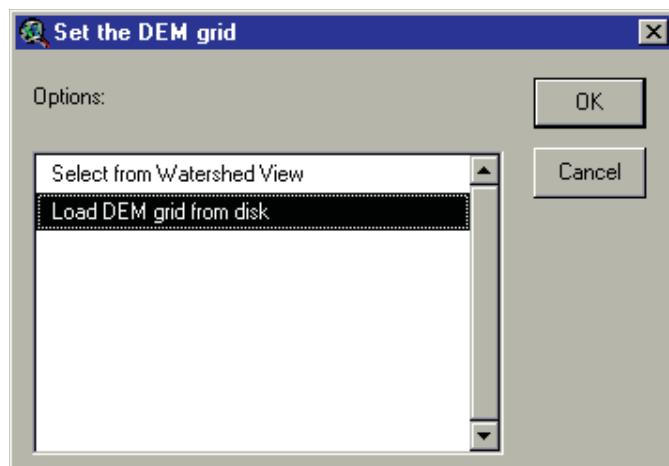 Set the DEM grid
Options:
OK
Select from Watershed View
Cancel
Load DEM grid from disk